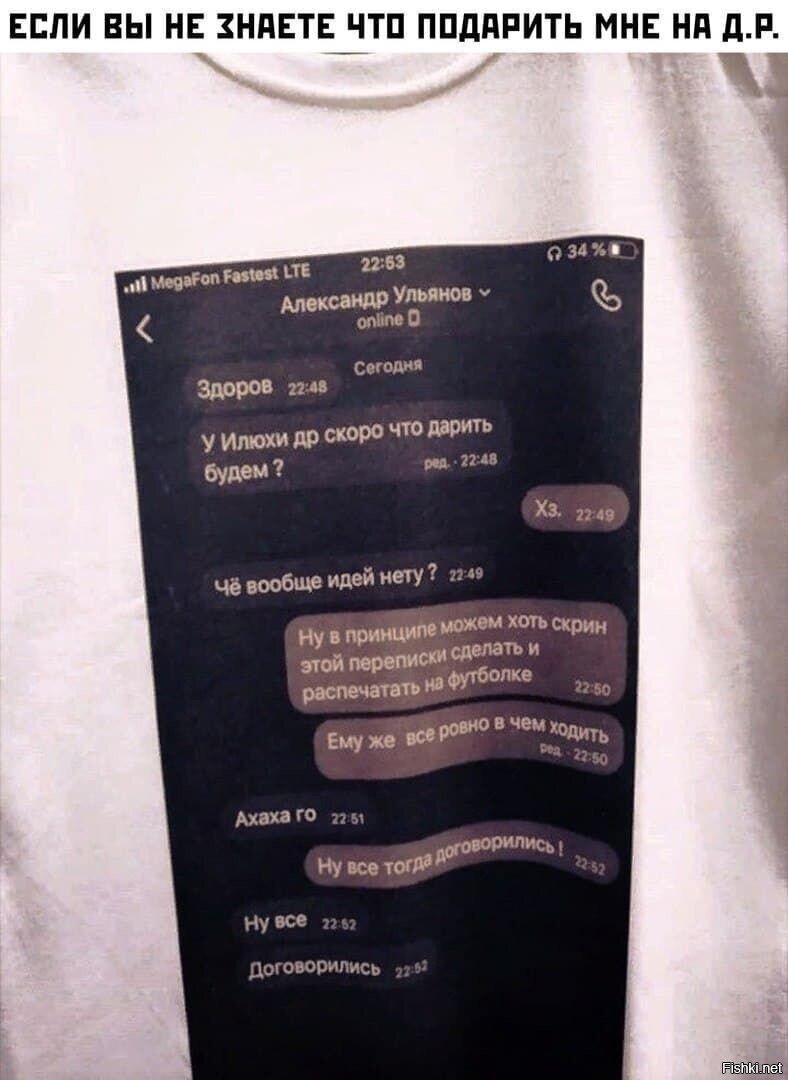 ЕСЛИ ВЫ НЕ ЗНАЕТЕ ЧТО ПОДАРИТЬ МНЕ НА Д.Р.
MegaFon Fastest LTE 22:53 34 %
Александр Ульянов
online
Сегодня
Здоров 22:48
У Илюхи др скоро что дарить
будем ? ред. · 22:48
Хз. 22:49
Чё вообще идей нету ? 22:49
Ну в принципе можем хоть скрин
этой переписки сделать и
распечатать на футболке 22:50
Ему же все ровно в чем ходить
ред. · 22:50
Ахаха го 22:51
Ну все тогда договорились ! 22:52
Ну все 22:52
Договорились 22:52
Fishki.net